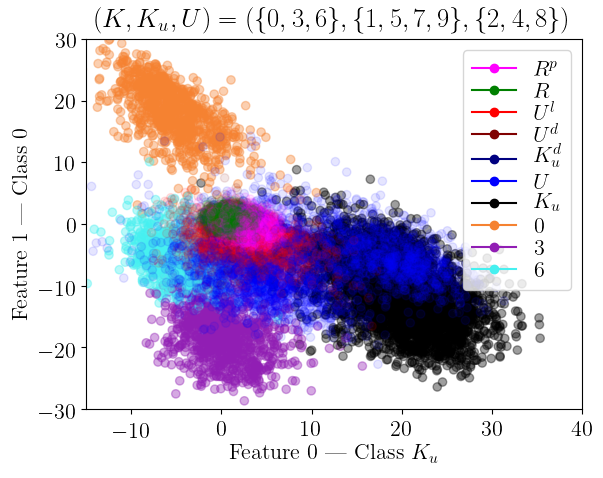 (K, K_u, U) = ({0, 3, 6}, {1, 5, 7, 9}, {2, 4, 8})
30
20
10
0
−10
−20
−30
Feature 1 — Class 0
R^p
R
U^l
U^d
K_u^d
U
K_u
0
3
6
−10
0
10
20
30
40
Feature 0 — Class K_u